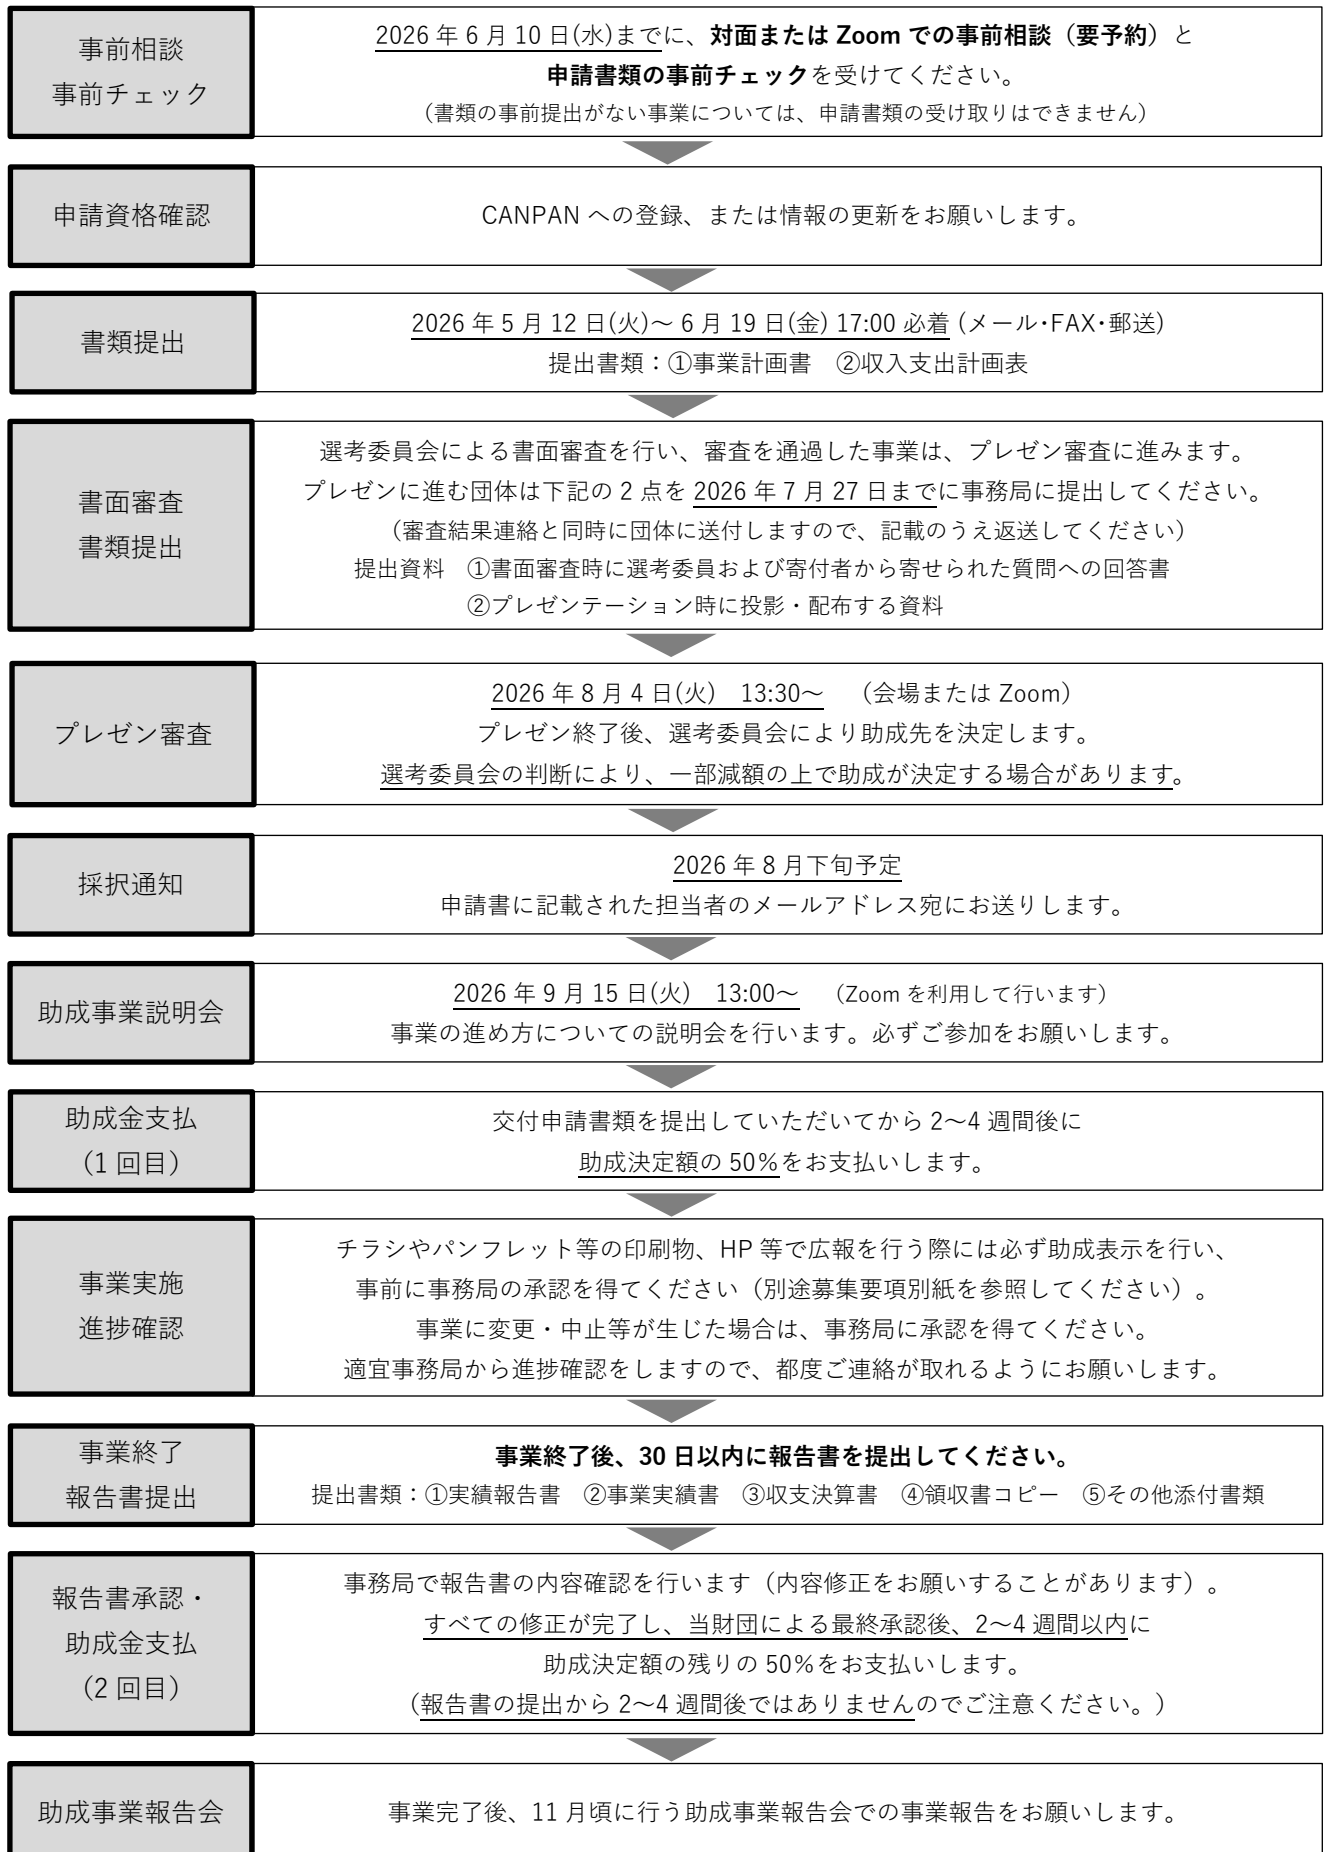 事前相談
事前チェック
2026 年 6 月 10 日(水)までに、対面または Zoom での事前相談（要予約）と
申請書類の事前チェックを受けてください。
（書類の事前提出がない事業については、申請書類の受け取りはできません）
申請資格確認
CANPAN への登録、または情報の更新をお願いします。
書類提出
2026 年 5 月 12 日(火)～ 6 月 19 日(金) 17:00 必着 (メール･FAX･郵送)
提出書類：①事業計画書　②収入支出計画表
書面審査
書類提出
選考委員会による書面審査を行い、審査を通過した事業は、プレゼン審査に進みます。
プレゼンに進む団体は下記の 2 点を 2026 年 7 月 27 日までに事務局に提出してください。
（審査結果連絡と同時に団体に送付しますので、記載のうえ返送してください）
提出資料　①書面審査時に選考委員および寄付者から寄せられた質問への回答書
②プレゼンテーション時に投影・配布する資料
プレゼン審査
2026 年 8 月 4 日(火)　13:30～　（会場または Zoom）
プレゼン終了後、選考委員会により助成先を決定します。
選考委員会の判断により、一部減額の上で助成が決定する場合があります。
採択通知
2026 年 8 月下旬予定
申請書に記載された担当者のメールアドレス宛にお送りします。
助成事業説明会
2026 年 9 月 15 日(火)　13:00～　（Zoom を利用して行います）
事業の進め方についての説明会を行います。必ずご参加をお願いします。
助成金支払
（1 回目）
交付申請書類を提出していただいてから 2～4 週間後に
助成決定額の 50％をお支払いします。
事業実施
進捗確認
チラシやパンフレット等の印刷物、HP 等で広報を行う際には必ず助成表示を行い、
事前に事務局の承認を得てください（別途募集要項別紙を参照してください）。
事業に変更・中止等が生じた場合は、事務局に承認を得てください。
適宜事務局から進捗確認をしますので、都度ご連絡が取れるようにお願いします。
事業終了
報告書提出
事業終了後、30 日以内に報告書を提出してください。
提出書類：①実績報告書　②事業実績書　③収支決算書　④領収書コピー　⑤その他添付書類
報告書承認・
助成金支払
（2 回目）
事務局で報告書の内容確認を行います（内容修正をお願いすることがあります）。
すべての修正が完了し、当財団による最終承認後、2～4 週間以内に
助成決定額の残りの 50％をお支払いします。
（報告書の提出から 2～4 週間後ではありませんのでご注意ください。）
助成事業報告会
事業完了後、11 月頃に行う助成事業報告会での事業報告をお願いします。